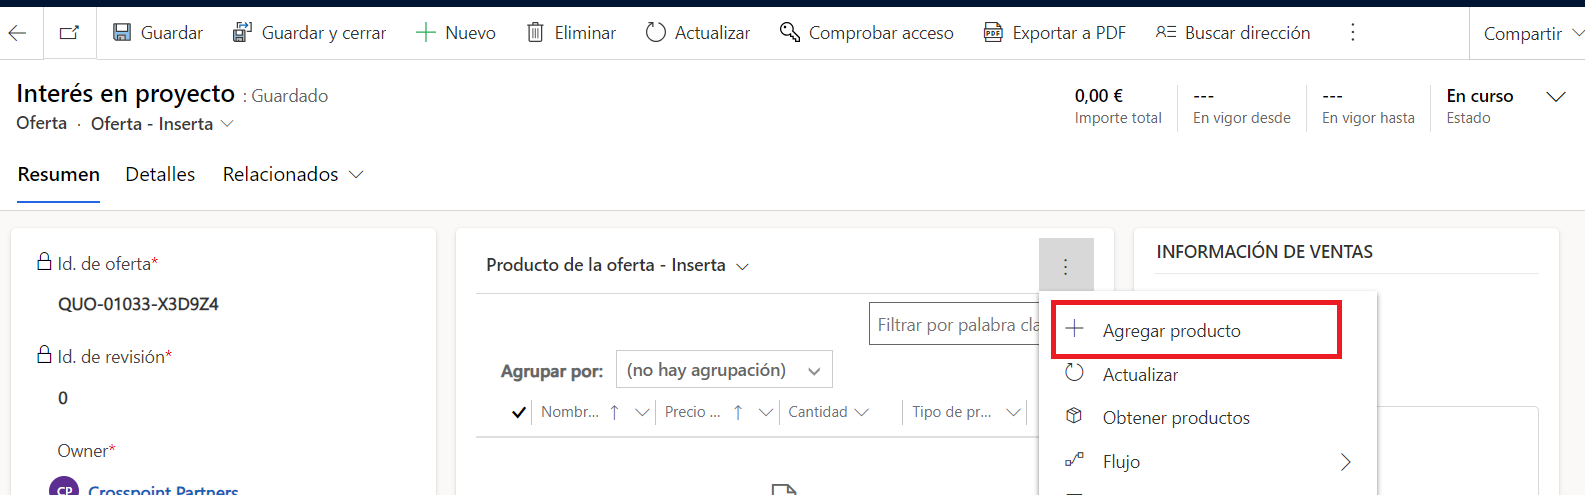 Guardar
Guardar y cerrar
Nuevo
Eliminar
Actualizar
Comprobar acceso
Exportar a PDF
Buscar dirección
Compartir
Interés en proyecto : Guardado
Oferta · Oferta - Inserta
0,00 €
Importe total
---
En vigor desde
---
En vigor hasta
En curso
Estado
Resumen
Detalles
Relacionados
Id. de oferta*
QUO-01033-X3D9Z4
Id. de revisión*
0
Owner*
CP Crosspoint Partners
Producto de la oferta - Inserta
Filtrar por palabra cla
Agrupar por: (no hay agrupación)
Nombr...
Precio ...
Cantidad
Tipo de pr...
Agregar producto
Actualizar
Obtener productos
Flujo
INFORMACIÓN DE VENTAS